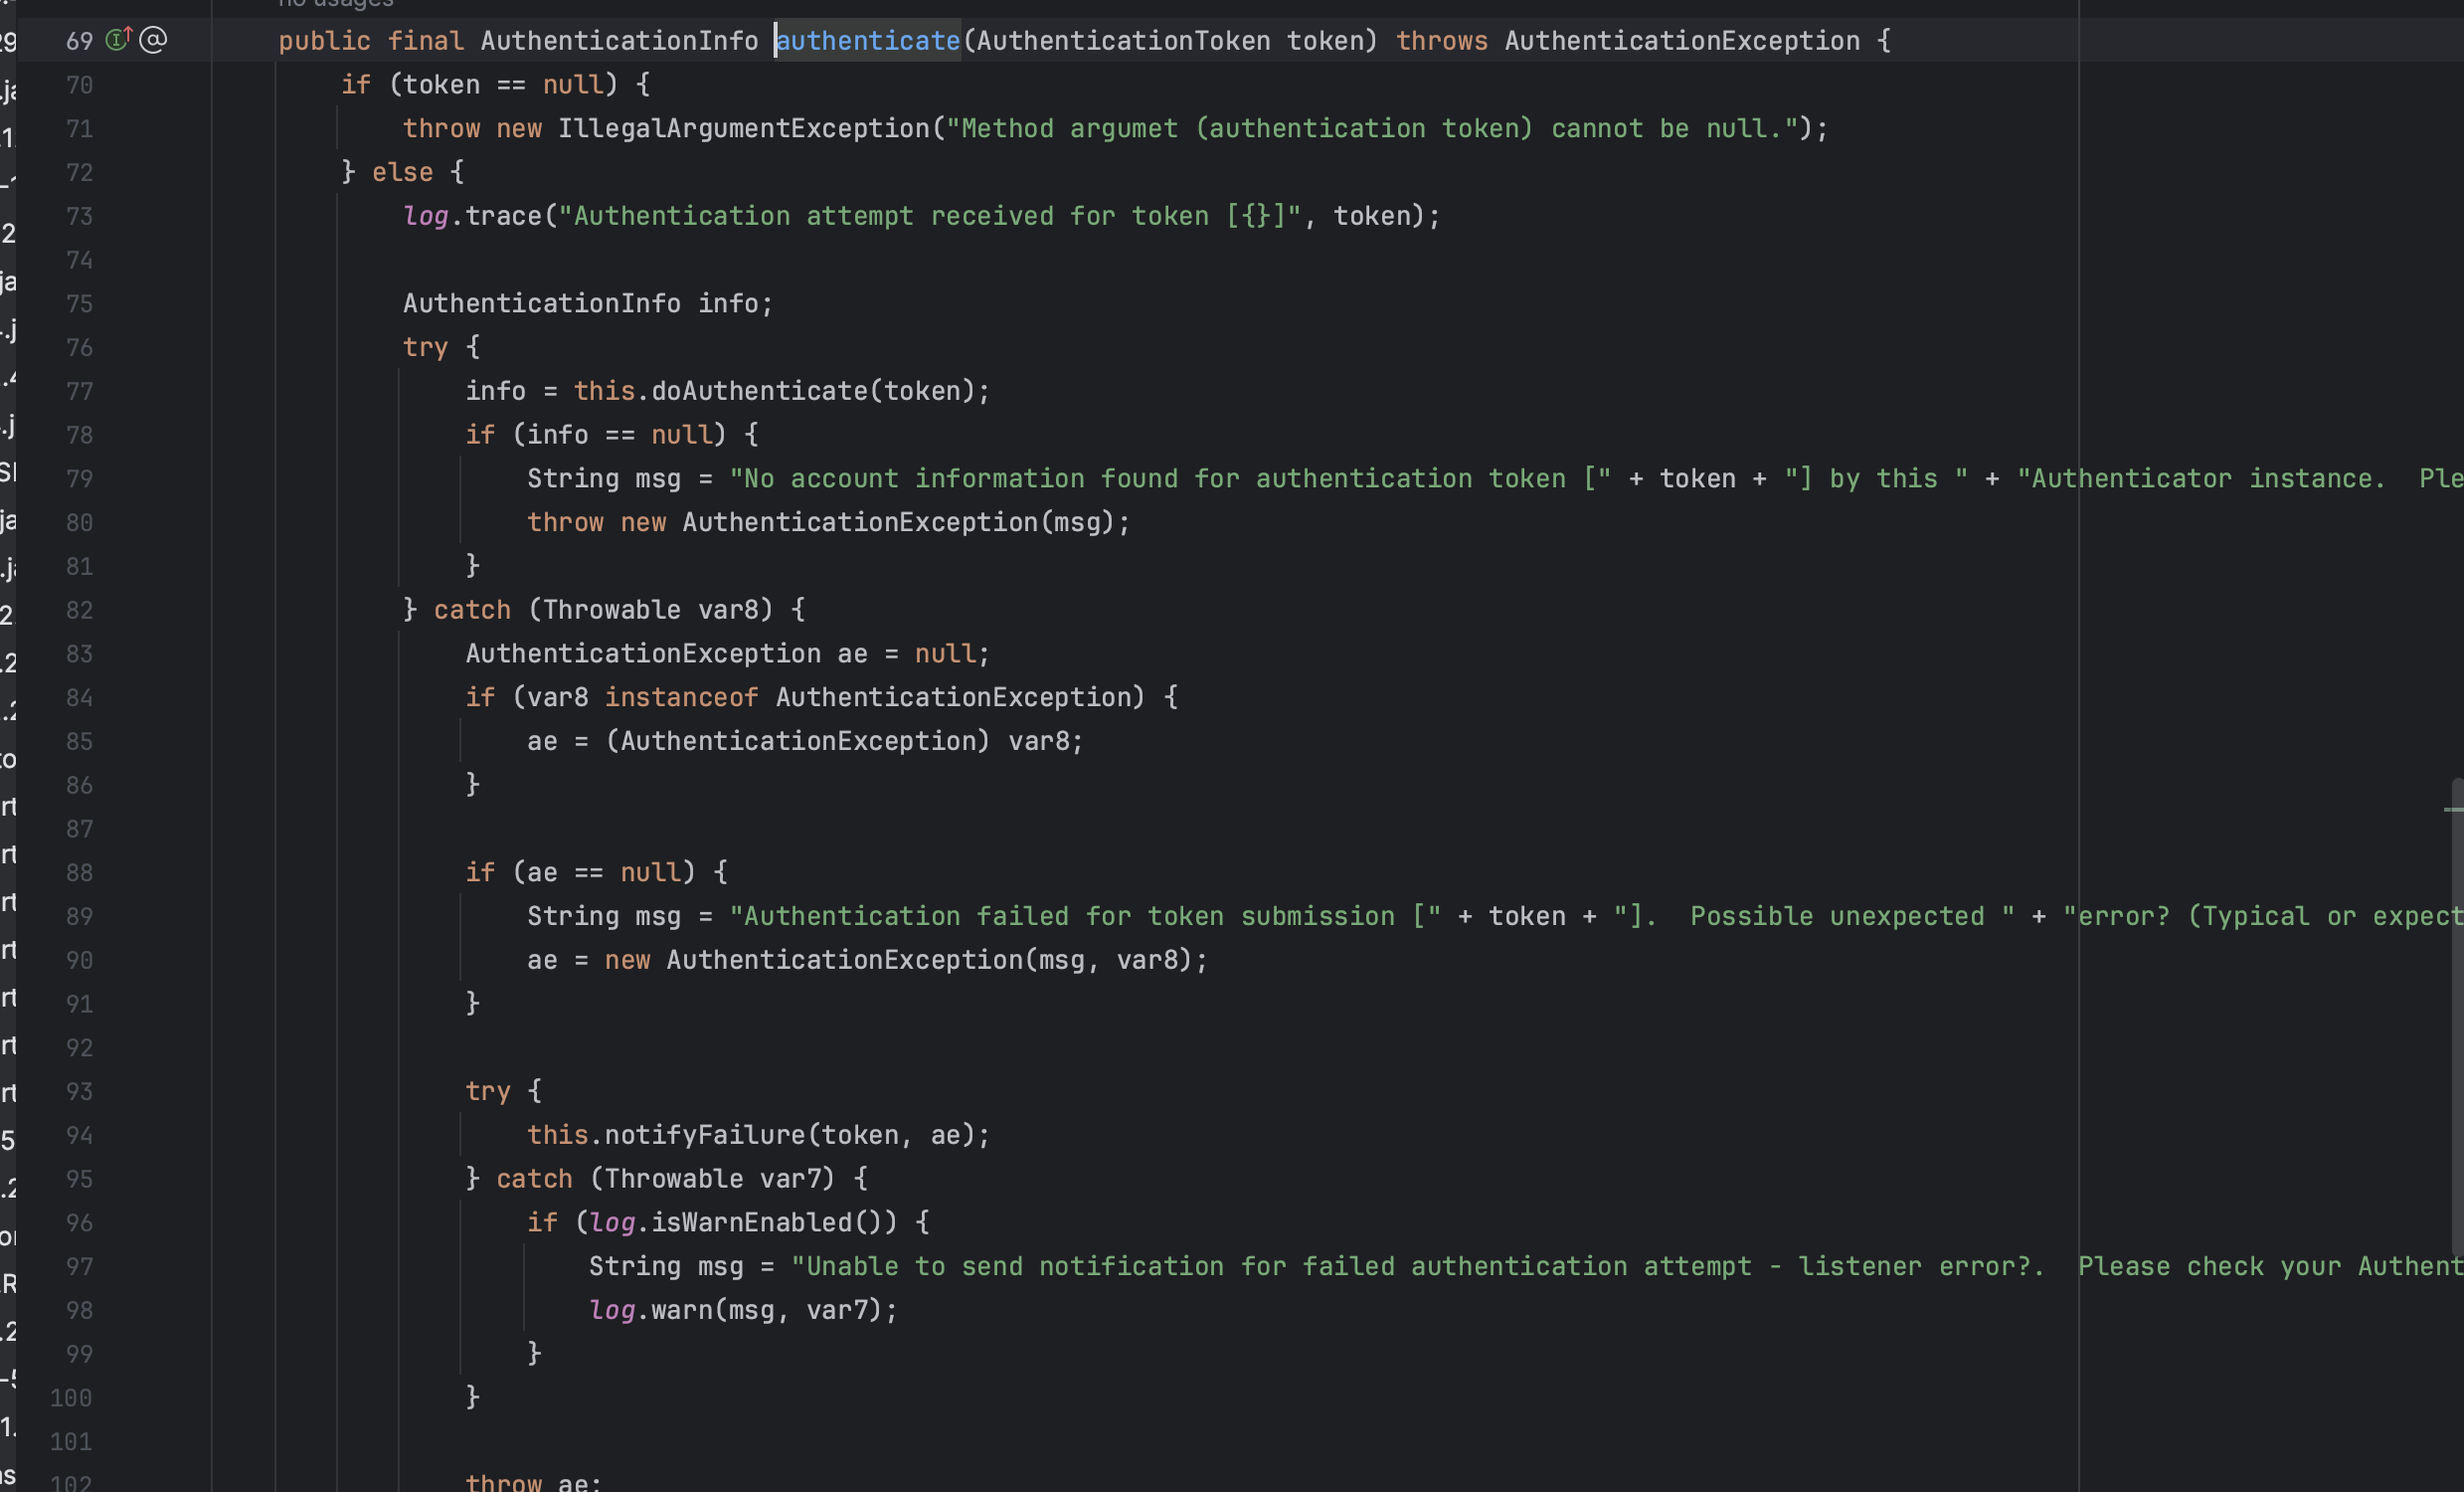 no usages
69 public final AuthenticationInfo authenticate(AuthenticationToken token) throws AuthenticationException {
70 if (token == null) {
71 throw new IllegalArgumentException("Method argumet (authentication token) cannot be null.");
72 } else {
73 log.trace("Authentication attempt received for token [{}]", token);
74
75 AuthenticationInfo info;
76 try {
77 info = this.doAuthenticate(token);
78 if (info == null) {
79 String msg = "No account information found for authentication token [" + token + "] by this " + "Authenticator instance.  Ple
80 throw new AuthenticationException(msg);
81 }
82 } catch (Throwable var8) {
83 AuthenticationException ae = null;
84 if (var8 instanceof AuthenticationException) {
85 ae = (AuthenticationException) var8;
86 }
87
88 if (ae == null) {
89 String msg = "Authentication failed for token submission [" + token + "].  Possible unexpected " + "error? (Typical or expect
90 ae = new AuthenticationException(msg, var8);
91 }
92
93 try {
94 this.notifyFailure(token, ae);
95 } catch (Throwable var7) {
96 if (log.isWarnEnabled()) {
97 String msg = "Unable to send notification for failed authentication attempt - listener error?.  Please check your Authent
98 log.warn(msg, var7);
99 }
100 }
101
102 throw ae;